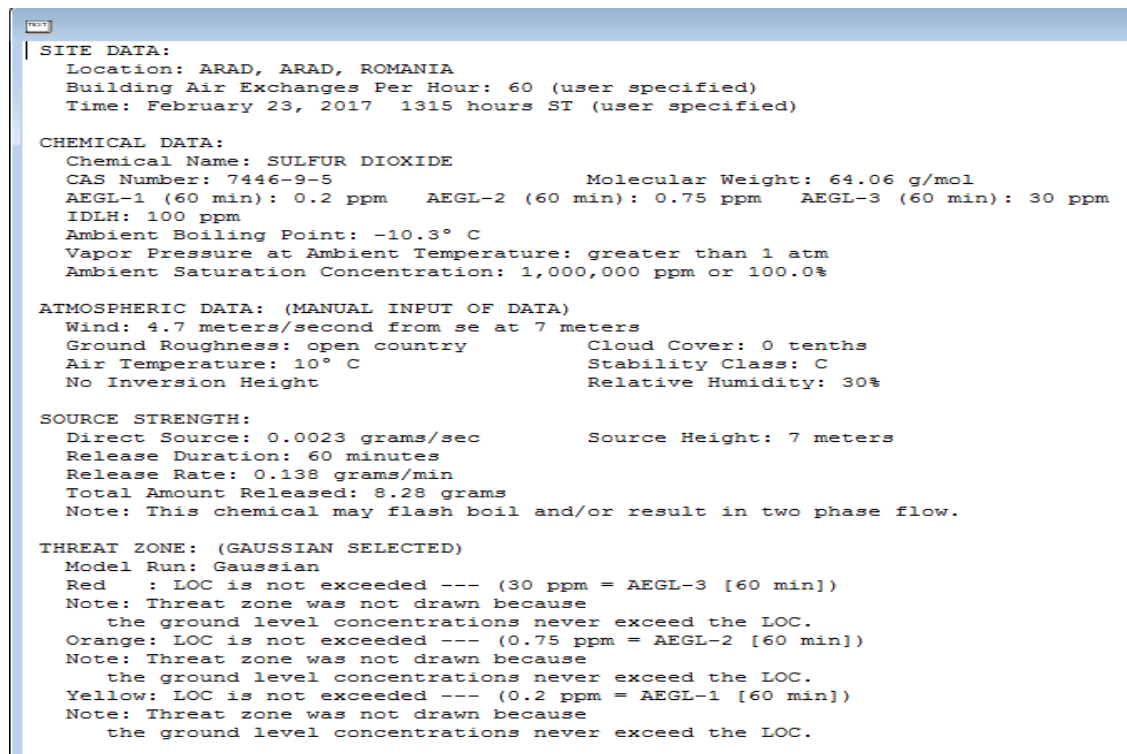 TEXT
SITE DATA:
Location: ARAD, ARAD, ROMANIA
Building Air Exchanges Per Hour: 60 (user specified)
Time: February 23, 2017 1315 hours ST (user specified)
CHEMICAL DATA:
Chemical Name: SULFUR DIOXIDE
CAS Number: 7446-9-5 Molecular Weight: 64.06 g/mol
AEGL-1 (60 min): 0.2 ppm AEGL-2 (60 min): 0.75 ppm AEGL-3 (60 min): 30 ppm
IDLH: 100 ppm
Ambient Boiling Point: -10.3° C
Vapor Pressure at Ambient Temperature: greater than 1 atm
Ambient Saturation Concentration: 1,000,000 ppm or 100.0%
ATMOSPHERIC DATA: (MANUAL INPUT OF DATA)
Wind: 4.7 meters/second from se at 7 meters
Ground Roughness: open country Cloud Cover: 0 tenths
Air Temperature: 10° C Stability Class: C
No Inversion Height Relative Humidity: 30%
SOURCE STRENGTH:
Direct Source: 0.0023 grams/sec Source Height: 7 meters
Release Duration: 60 minutes
Release Rate: 0.138 grams/min
Total Amount Released: 8.28 grams
Note: This chemical may flash boil and/or result in two phase flow.
THREAT ZONE: (GAUSSIAN SELECTED)
Model Run: Gaussian
Red : LOC is not exceeded --- (30 ppm = AEGL-3 [60 min])
Note: Threat zone was not drawn because
the ground level concentrations never exceed the LOC.
Orange: LOC is not exceeded --- (0.75 ppm = AEGL-2 [60 min])
Note: Threat zone was not drawn because
the ground level concentrations never exceed the LOC.
Yellow: LOC is not exceeded --- (0.2 ppm = AEGL-1 [60 min])
Note: Threat zone was not drawn because
the ground level concentrations never exceed the LOC.